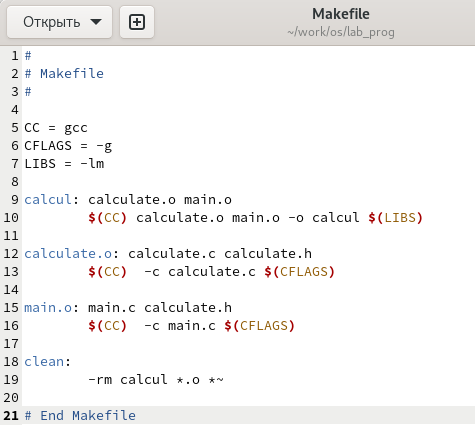 Открыть
Makefile
~/work/os/lab_prog
1 #
2 # Makefile
3 #
4
5 CC = gcc
6 CFLAGS = -g
7 LIBS = -lm
8
9 calcul: calculate.o main.o
10 $(CC) calculate.o main.o -o calcul $(LIBS)
11
12 calculate.o: calculate.c calculate.h
13 $(CC)  -c calculate.c $(CFLAGS)
14
15 main.o: main.c calculate.h
16 $(CC)  -c main.c $(CFLAGS)
17
18 clean:
19 -rm calcul *.o *~
20
21 # End Makefile